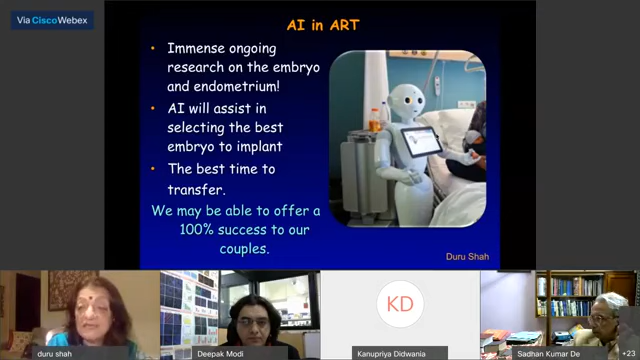 Via Cisco Webex
AI in ART
• Immense ongoing
research on the embryo
and endometrium!
• AI will assist in
selecting the best
embryo to implant
• The best time to
transfer.
We may be able to offer a
100% success to our
couples.
Duru Shah
KD
duru shah
Deepak Modi
Kanupriya Didwania
Sadhan Kumar De
+23